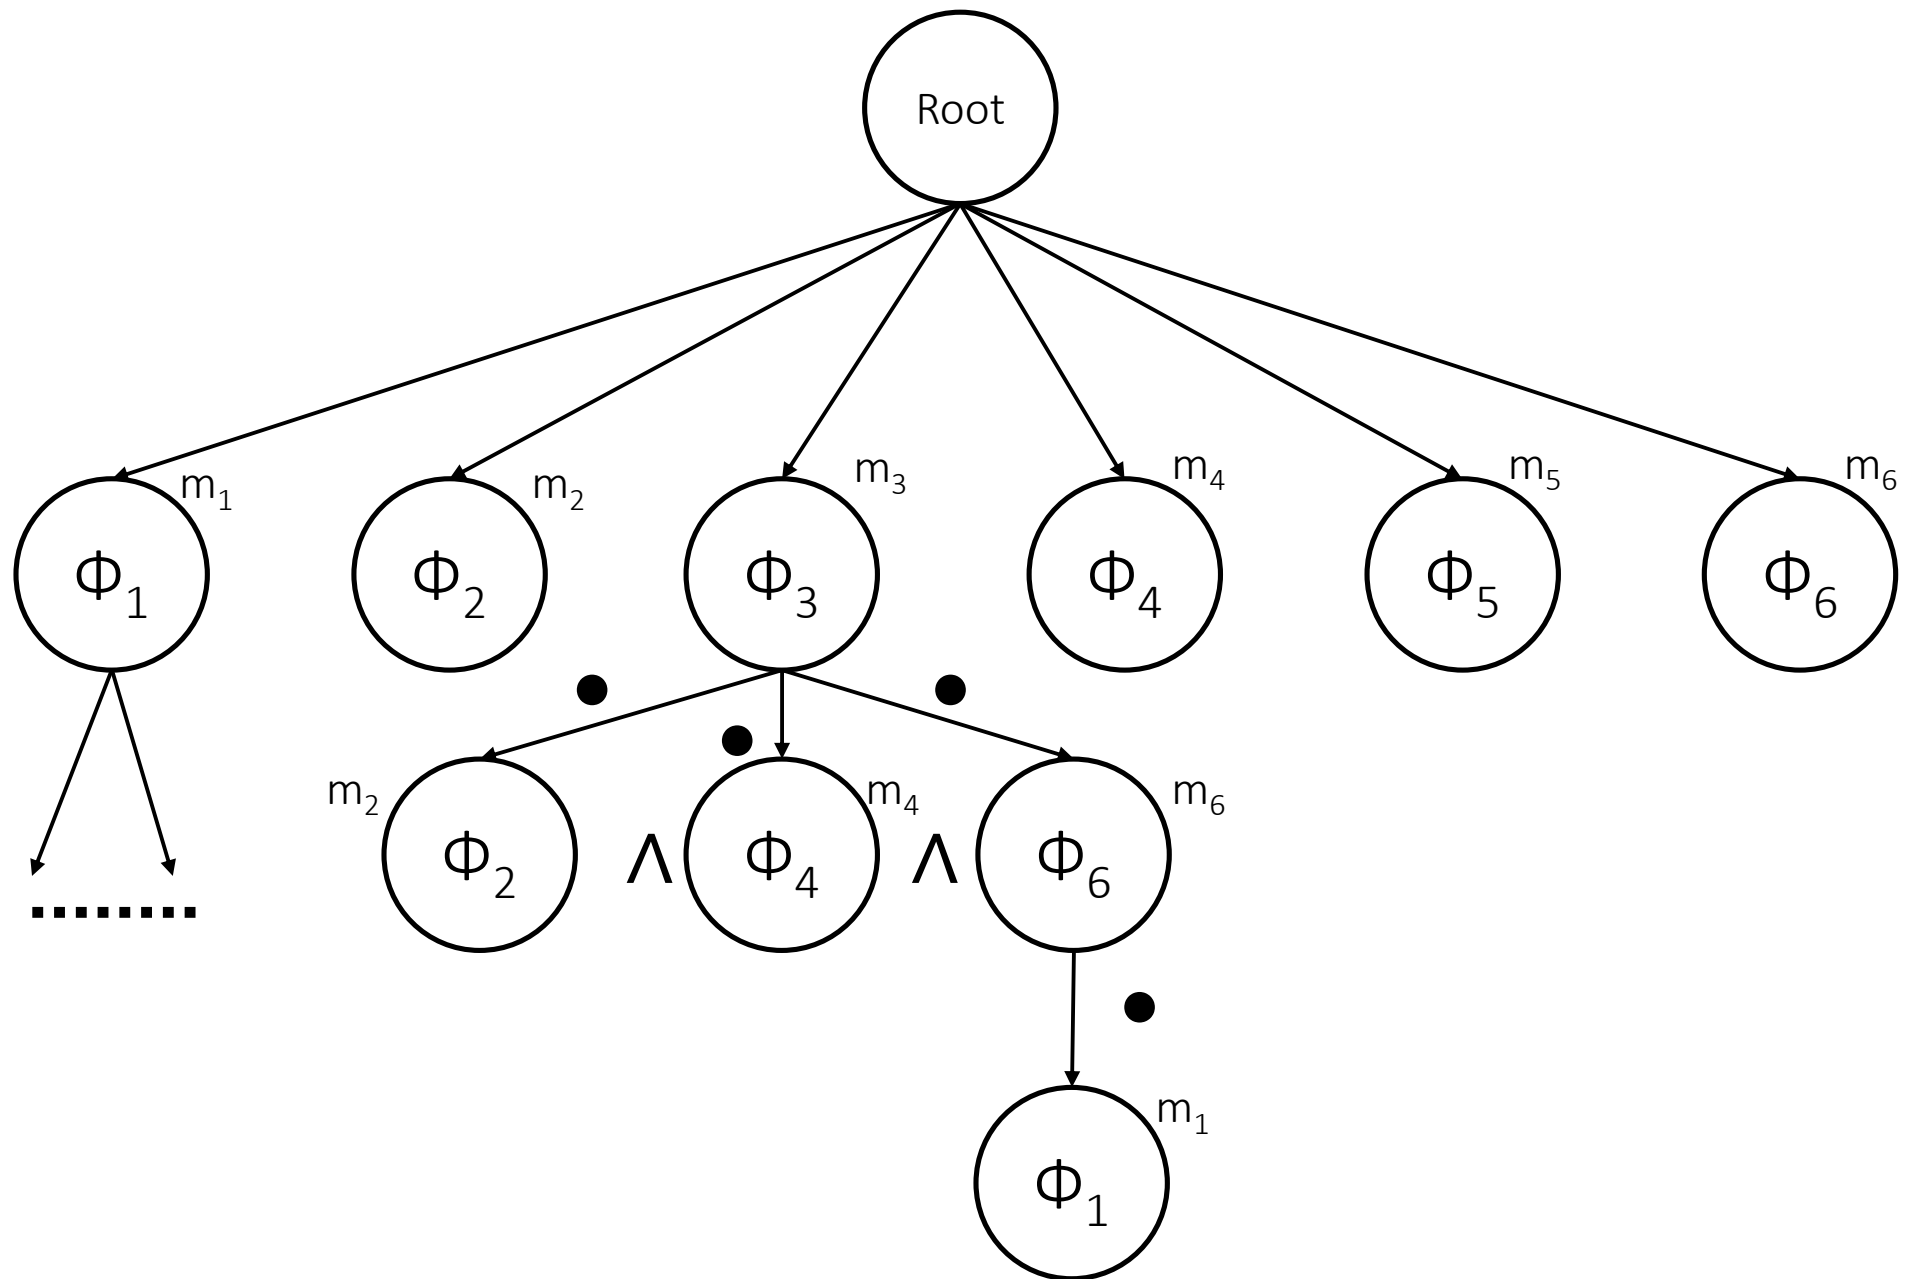 Root
m₁ m₂ m₃ m₄ m₅ m₆
Φ₁ Φ₂ Φ₃ Φ₄ Φ₅ Φ₆
m₂ m₄ m₆
Φ₂ ∧ Φ₄ ∧ Φ₆
m₁
Φ₁